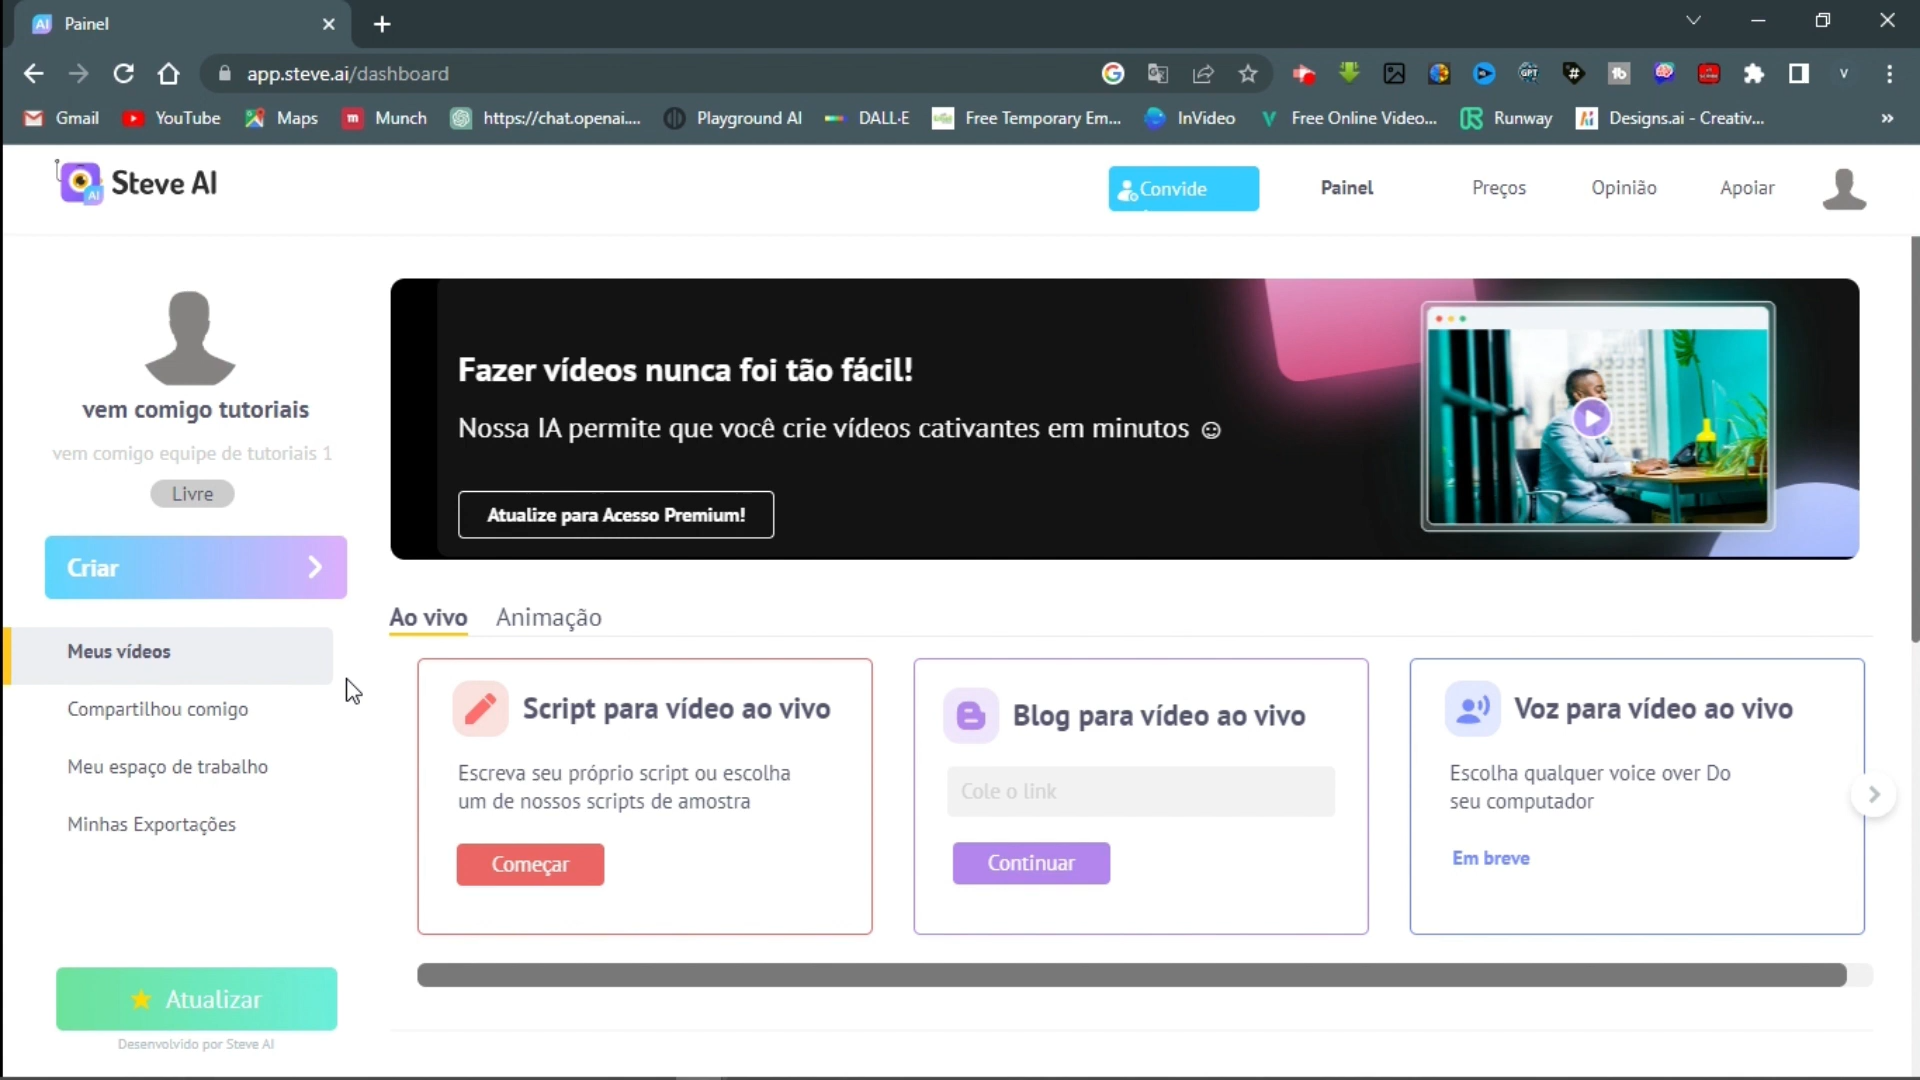 Painel
app.steve.ai/dashboard
Gmail
YouTube
Maps
Munch
https://chat.openai....
Playground AI
DALL·E
Free Temporary Em...
InVideo
Free Online Video...
Runway
Designs.ai - Creativ...
»
Steve AI
Convide
Painel
Preços
Opinião
Apoiar
vem comigo tutoriais
vem comigo equipe de tutoriais 1
Livre
Criar
Meus vídeos
Compartilhou comigo
Meu espaço de trabalho
Minhas Exportações
Atualizar
Desenvolvido por Steve AI
Fazer vídeos nunca foi tão fácil!
Nossa IA permite que você crie vídeos cativantes em minutos ☺
Atualize para Acesso Premium!
Ao vivo
Animação
Script para vídeo ao vivo
Escreva seu próprio script ou escolha
um de nossos scripts de amostra
Começar
Blog para vídeo ao vivo
Cole o link
Continuar
Voz para vídeo ao vivo
Escolha qualquer voice over Do
seu computador
Em breve